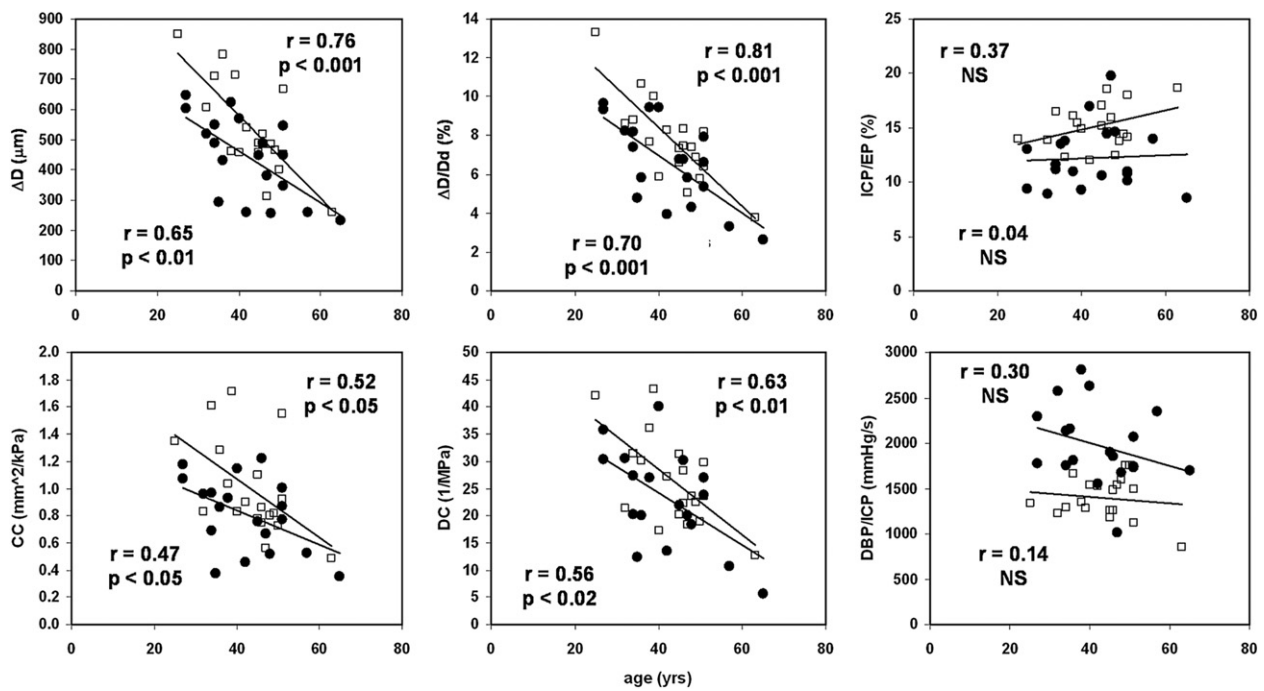 900
800
700
600
500
400
300
200
100
0
ΔD (μm)
r = 0.76
p < 0.001
r = 0.65
p < 0.01
0 20 40 60 80
14
12
10
8
6
4
2
0
ΔD/Dd (%)
r = 0.81
p < 0.001
r = 0.70
p < 0.001
0 20 40 60 80
25
20
15
10
5
0
ICP/EP (%)
r = 0.37
NS
r = 0.04
NS
0 20 40 60 80
2.0
1.8
1.6
1.4
1.2
1.0
0.8
0.6
0.4
0.2
0.0
CC (mm^2/kPa)
r = 0.52
p < 0.05
r = 0.47
p < 0.05
0 20 40 60 80
50
45
40
35
30
25
20
15
10
5
0
DC (1/MPa)
r = 0.63
p < 0.01
r = 0.56
p < 0.02
0 20 40 60 80
age (yrs)
3000
2500
2000
1500
1000
500
0
DBP/ICP (mmHg/s)
r = 0.30
NS
r = 0.14
NS
0 20 40 60 80